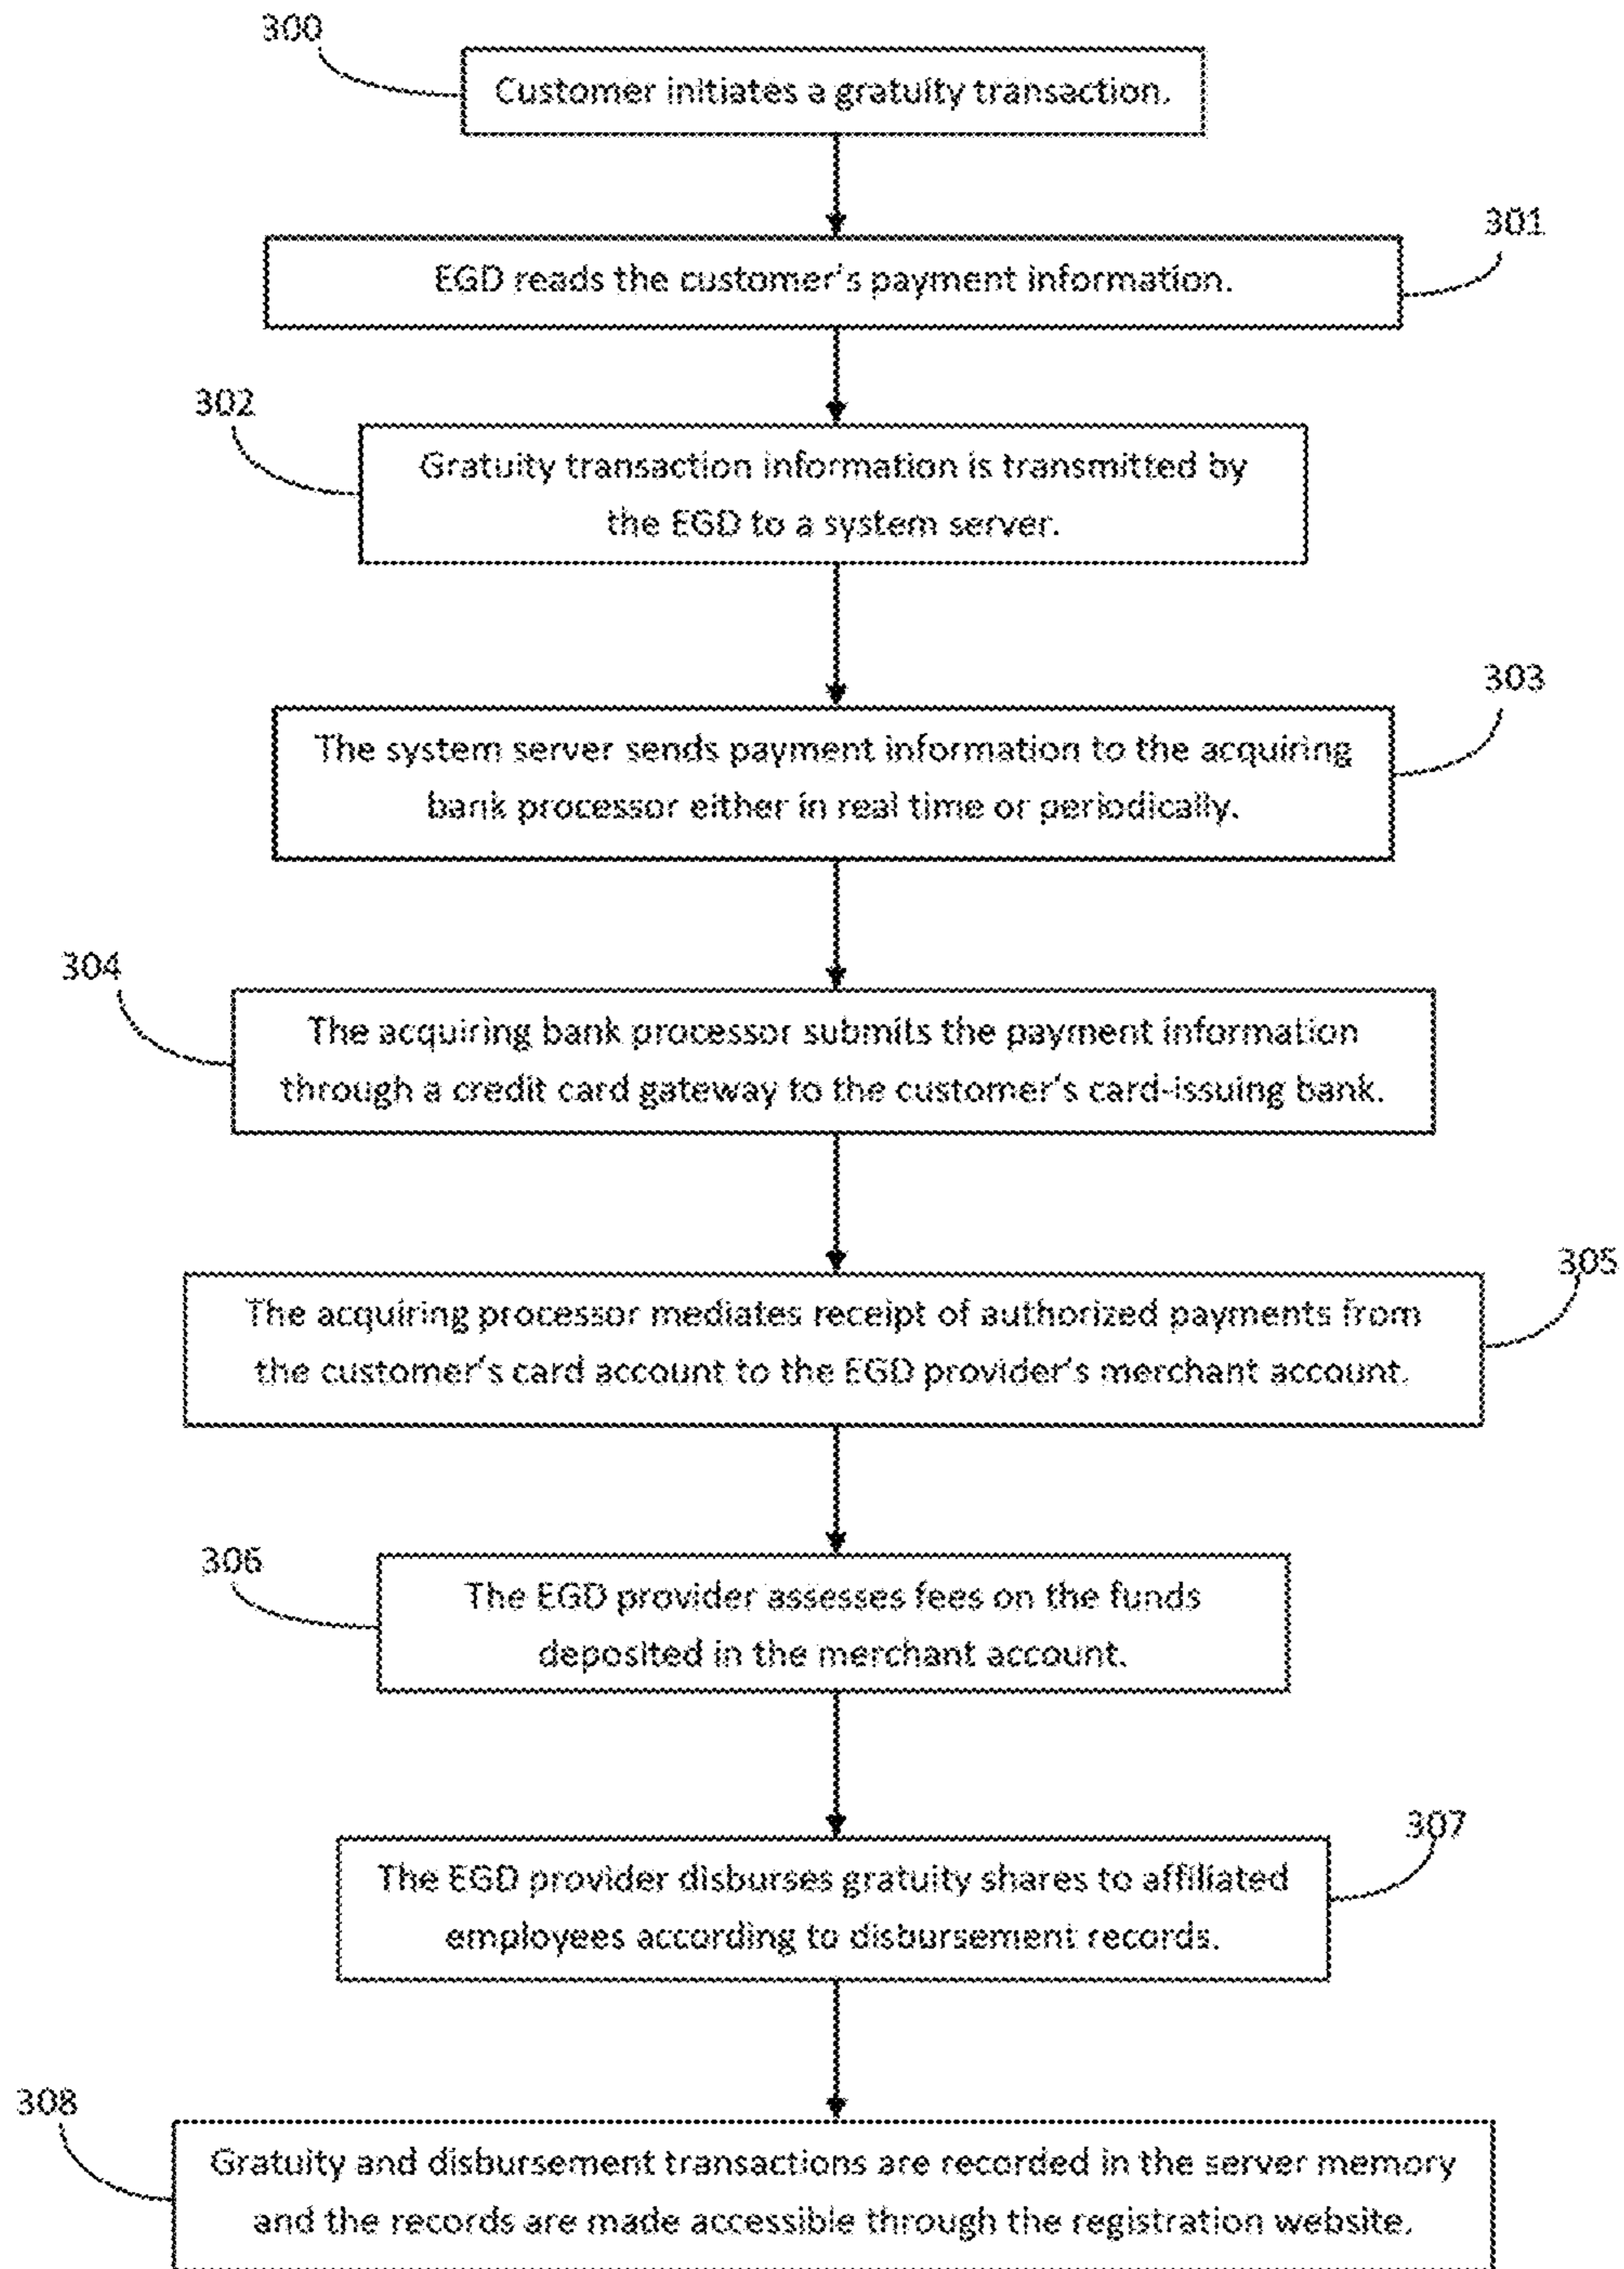 300
Customer initiates a gratuity transaction.
301
EGD reads the customer's payment information.
302
Gratuity transaction information is transmitted by
the EGD to a system server.
303
The system server sends payment information to the acquiring
bank processor either in real time or periodically.
304
The acquiring bank processor submits the payment information
through a credit card gateway to the customer's card-issuing bank.
305
The acquiring processor mediates receipt of authorized payments from
the customer's card account to the EGD provider's merchant account.
306
The EGD provider assesses fees on the funds
deposited in the merchant account.
307
The EGD provider disburses gratuity shares to affiliated
employees according to disbursement records.
308
Gratuity and disbursement transactions are recorded in the server memory
and the records are made accessible through the registration website.